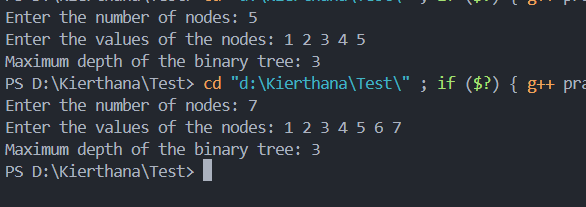 Enter the number of nodes: 5
Enter the values of the nodes: 1 2 3 4 5
Maximum depth of the binary tree: 3
PS D:\Kierthana\Test> cd "d:\Kierthana\Test\" ; if ($?) { g++ pra
Enter the number of nodes: 7
Enter the values of the nodes: 1 2 3 4 5 6 7
Maximum depth of the binary tree: 3
PS D:\Kierthana\Test>